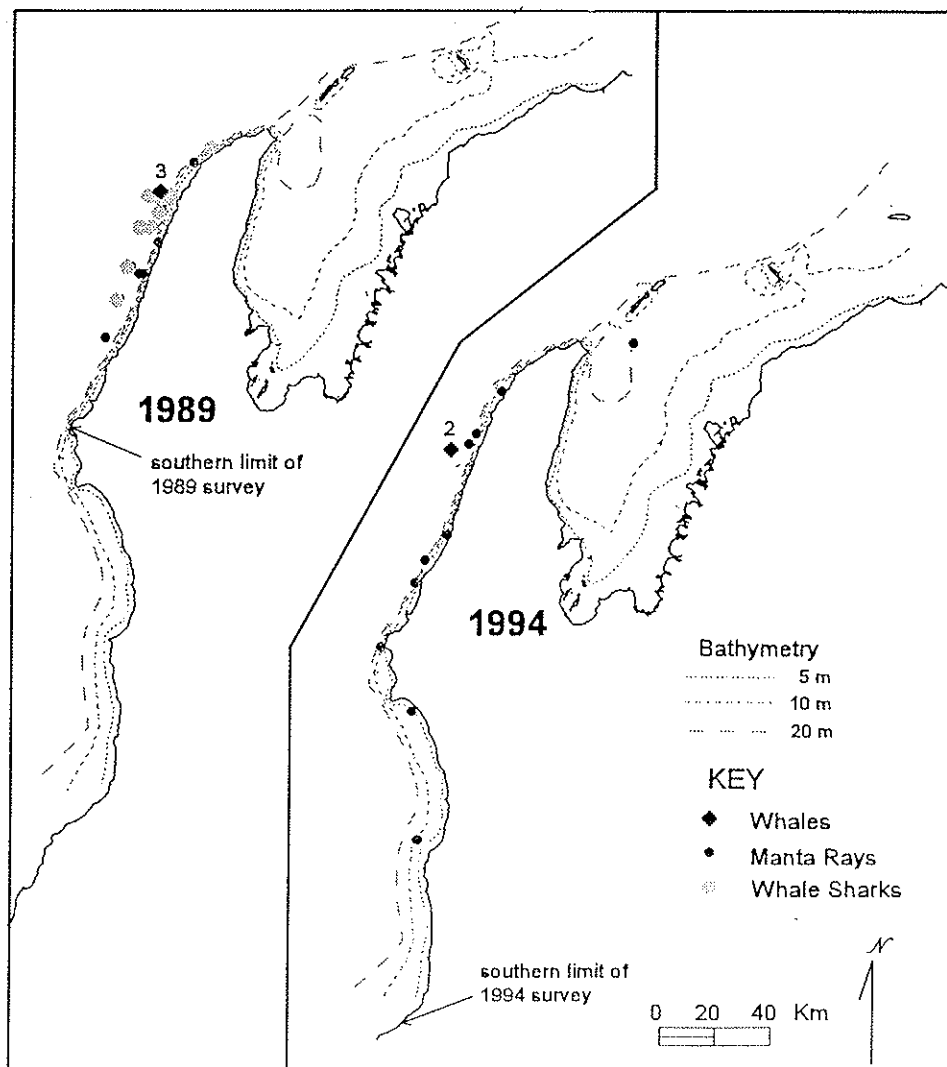 3
1989
southern limit of
1989 survey
2
1994
Bathymetry
5 m
10 m
20 m
KEY
Whales
Manta Rays
Whale Sharks
southern limit of
1994 survey
N
0 20 40 Km